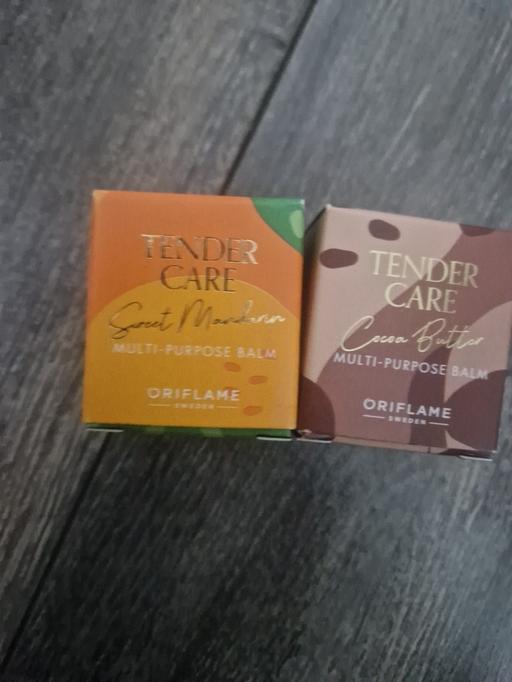 TENDER
CARE
Sweet Mandarin
MULTI-PURPOSE BALM
ORIFLAME
SWEDEN
TENDER
CARE
Cocoa Butter
MULTI-PURPOSE BALM
ORIFLAME
SWEDEN